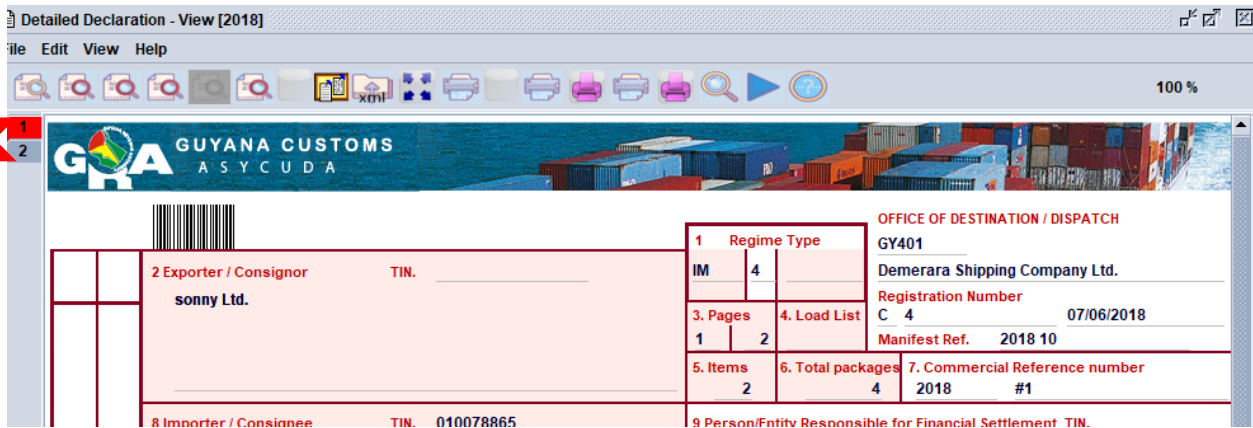 Detailed Declaration - View [2018]
File Edit View Help
xml
100 %
1
2
GRA
GUYANA CUSTOMS
ASYCUDA
OFFICE OF DESTINATION / DISPATCH
1 Regime Type
GY401
2 Exporter / Consignor TIN.
IM 4
Demerara Shipping Company Ltd.
sonny Ltd.
Registration Number
3. Pages 4. Load List
C 4 07/06/2018
1 2
Manifest Ref. 2018 10
5. Items 6. Total packages 7. Commercial Reference number
2 4 2018 #1
8 Importer / Consignee TIN. 010078865
9 Person/Entity Responsible for Financial Settlement TIN.